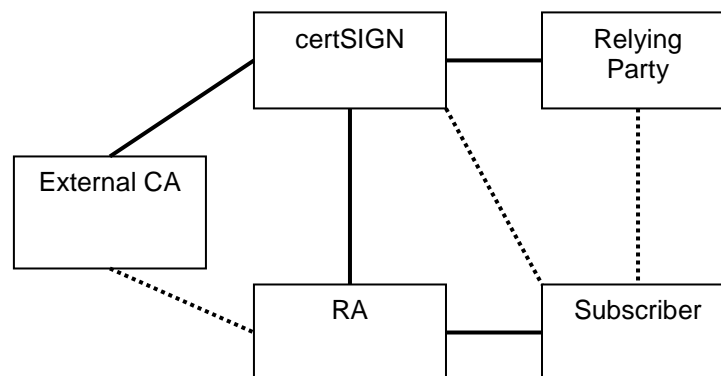 certSIGN
Relying
Party
External CA
RA
Subscriber